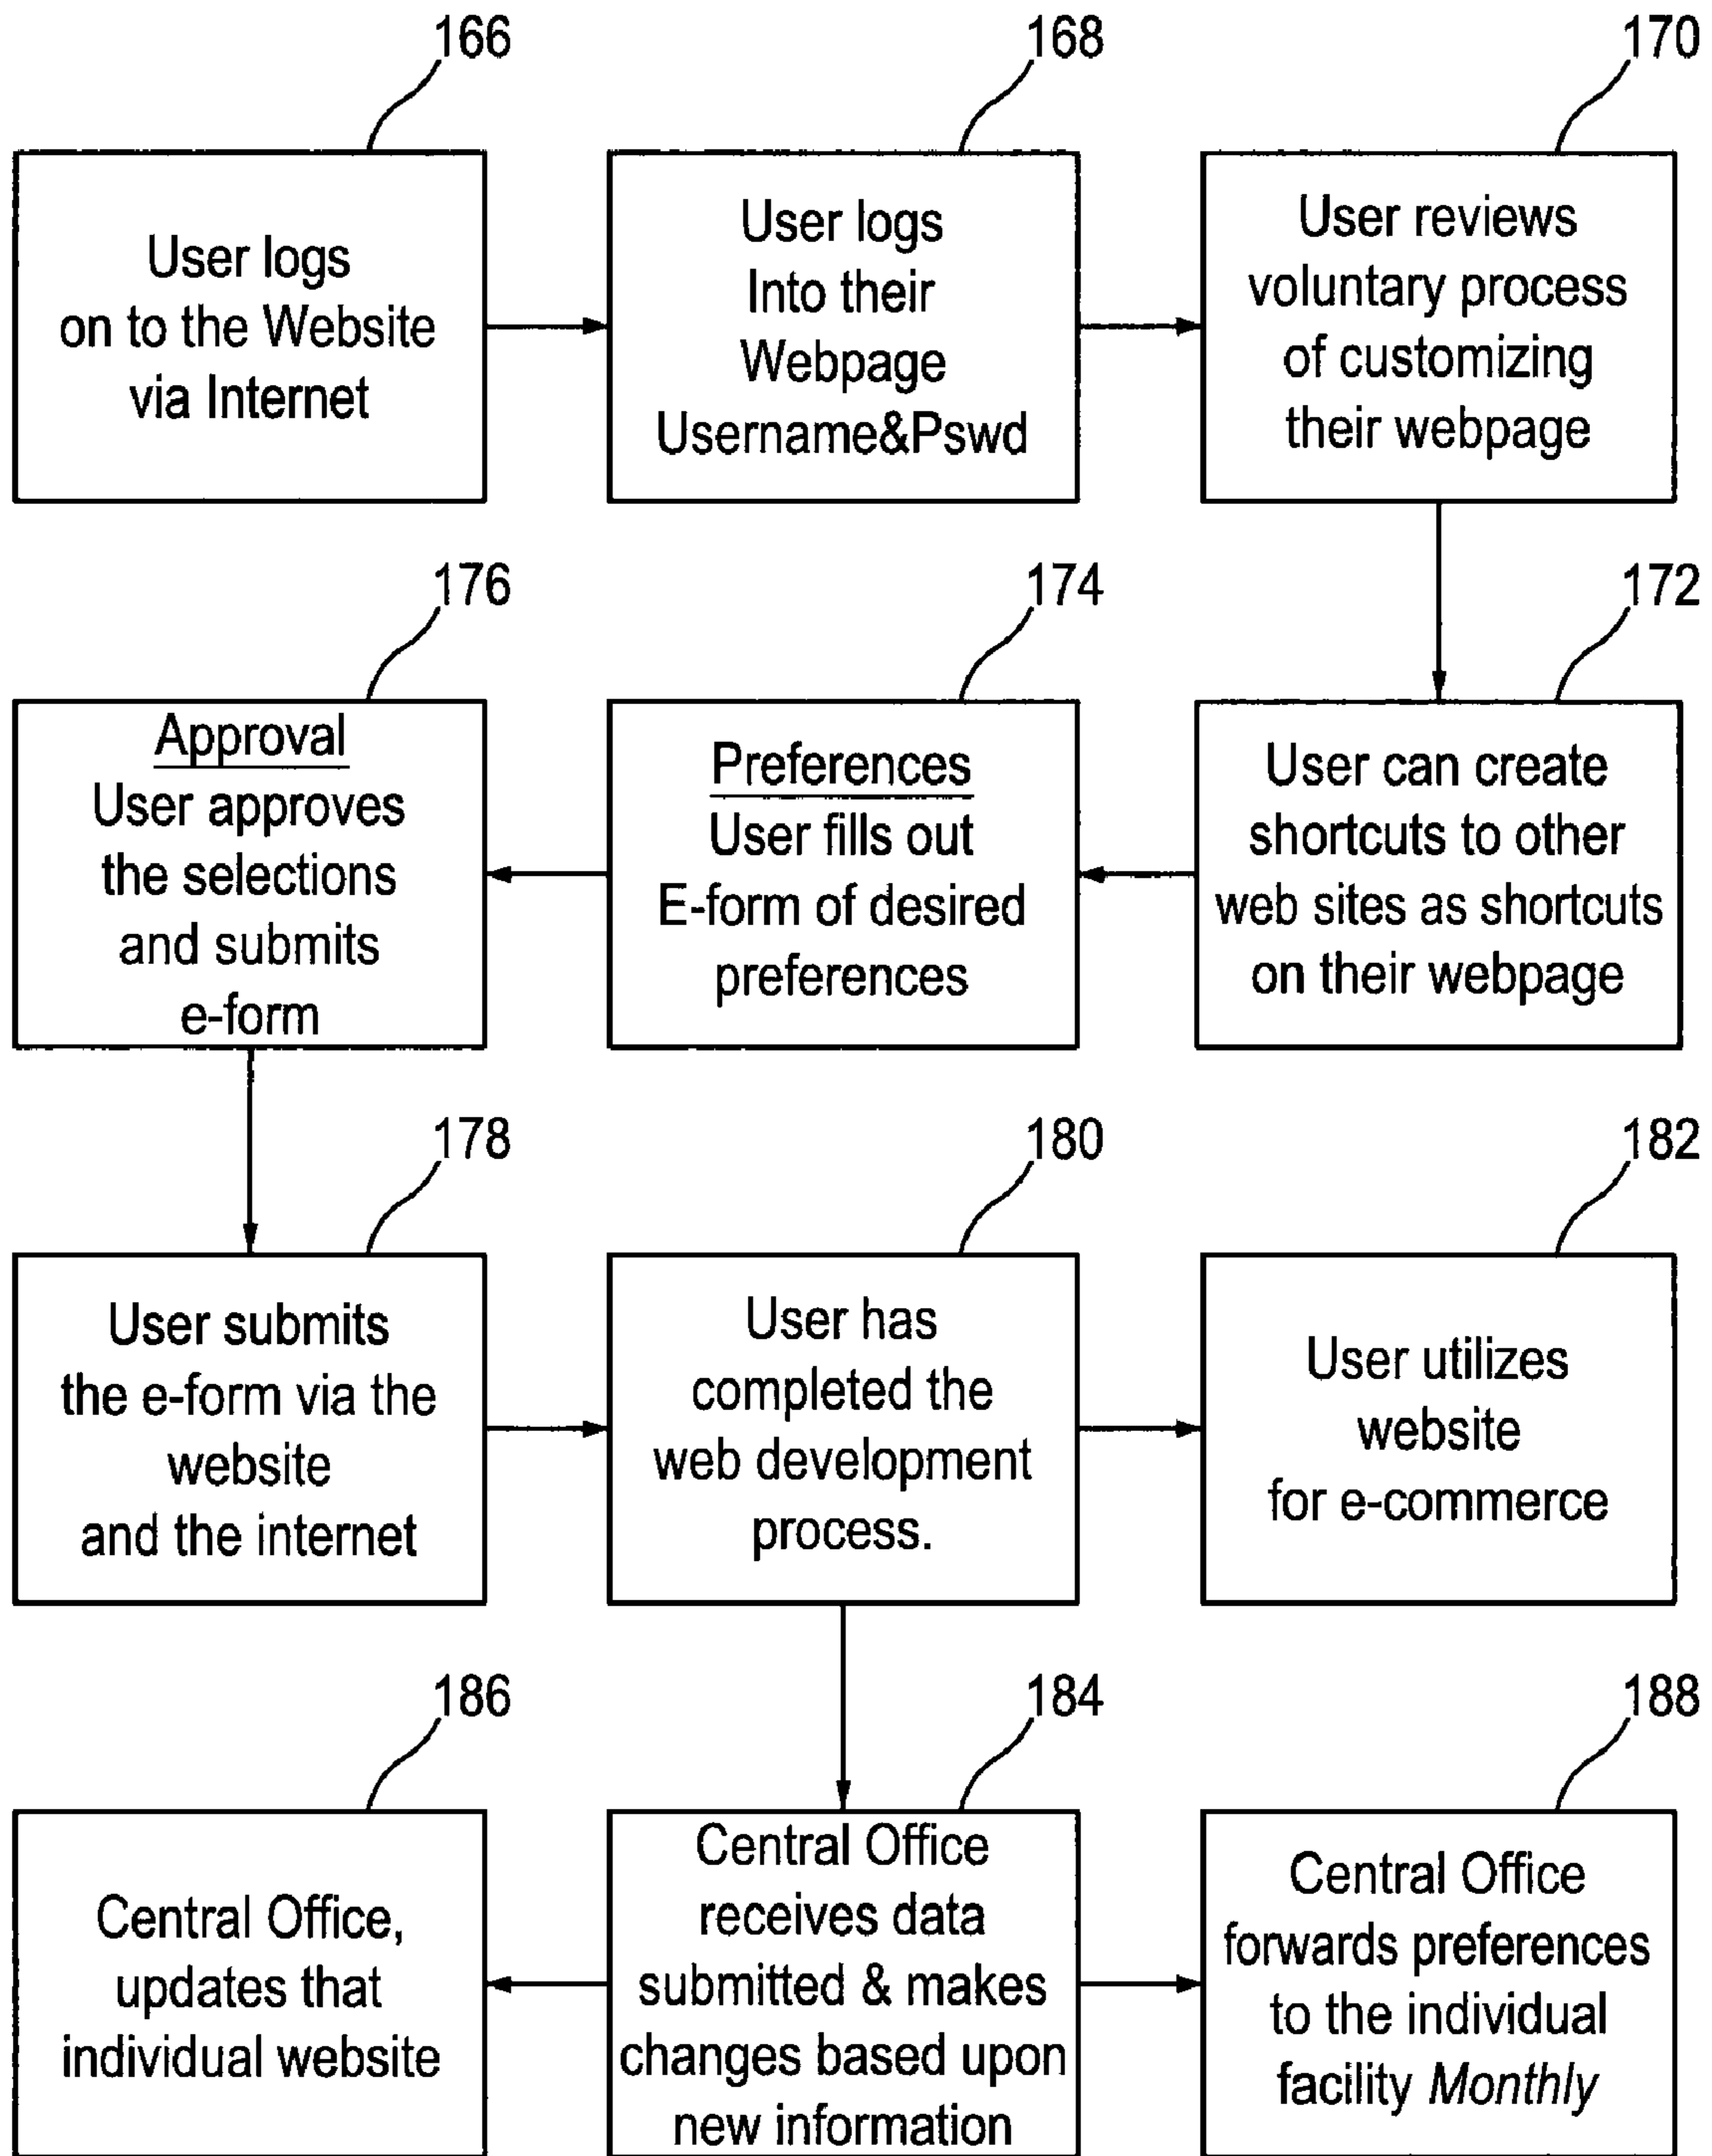 166
168
170
User logs
on to the Website
via Internet
User logs
Into their
Webpage
Username&Pswd
User reviews
voluntary process
of customizing
their webpage
176
174
172
Approval
User approves
the selections
and submits
e-form
Preferences
User fills out
E-form of desired
preferences
User can create
shortcuts to other
web sites as shortcuts
on their webpage
178
180
182
User submits
the e-form via the
website
and the internet
User has
completed the
web development
process.
User utilizes
website
for e-commerce
186
184
188
Central Office,
updates that
individual website
Central Office
receives data
submitted & makes
changes based upon
new information
Central Office
forwards preferences
to the individual
facility Monthly